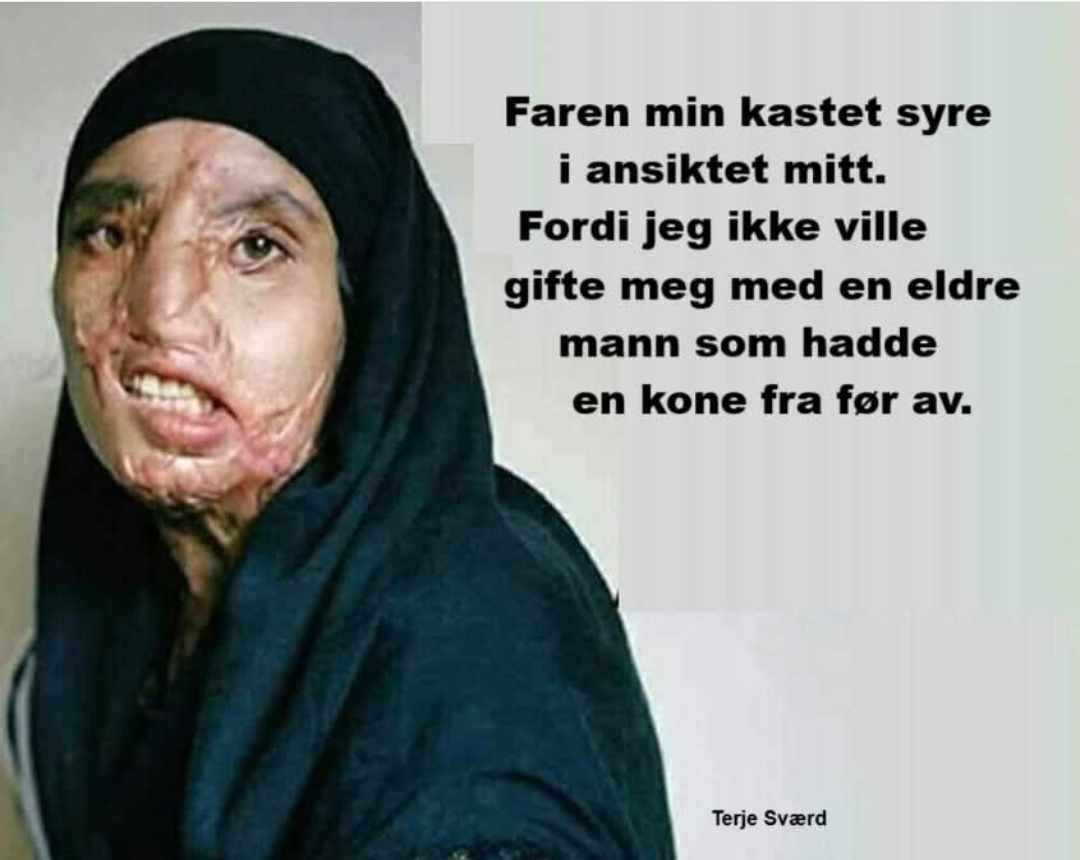 Faren min kastet syre
i ansiktet mitt.
Fordi jeg ikke ville
gifte meg med en eldre
mann som hadde
en kone fra før av.
Terje Sværd